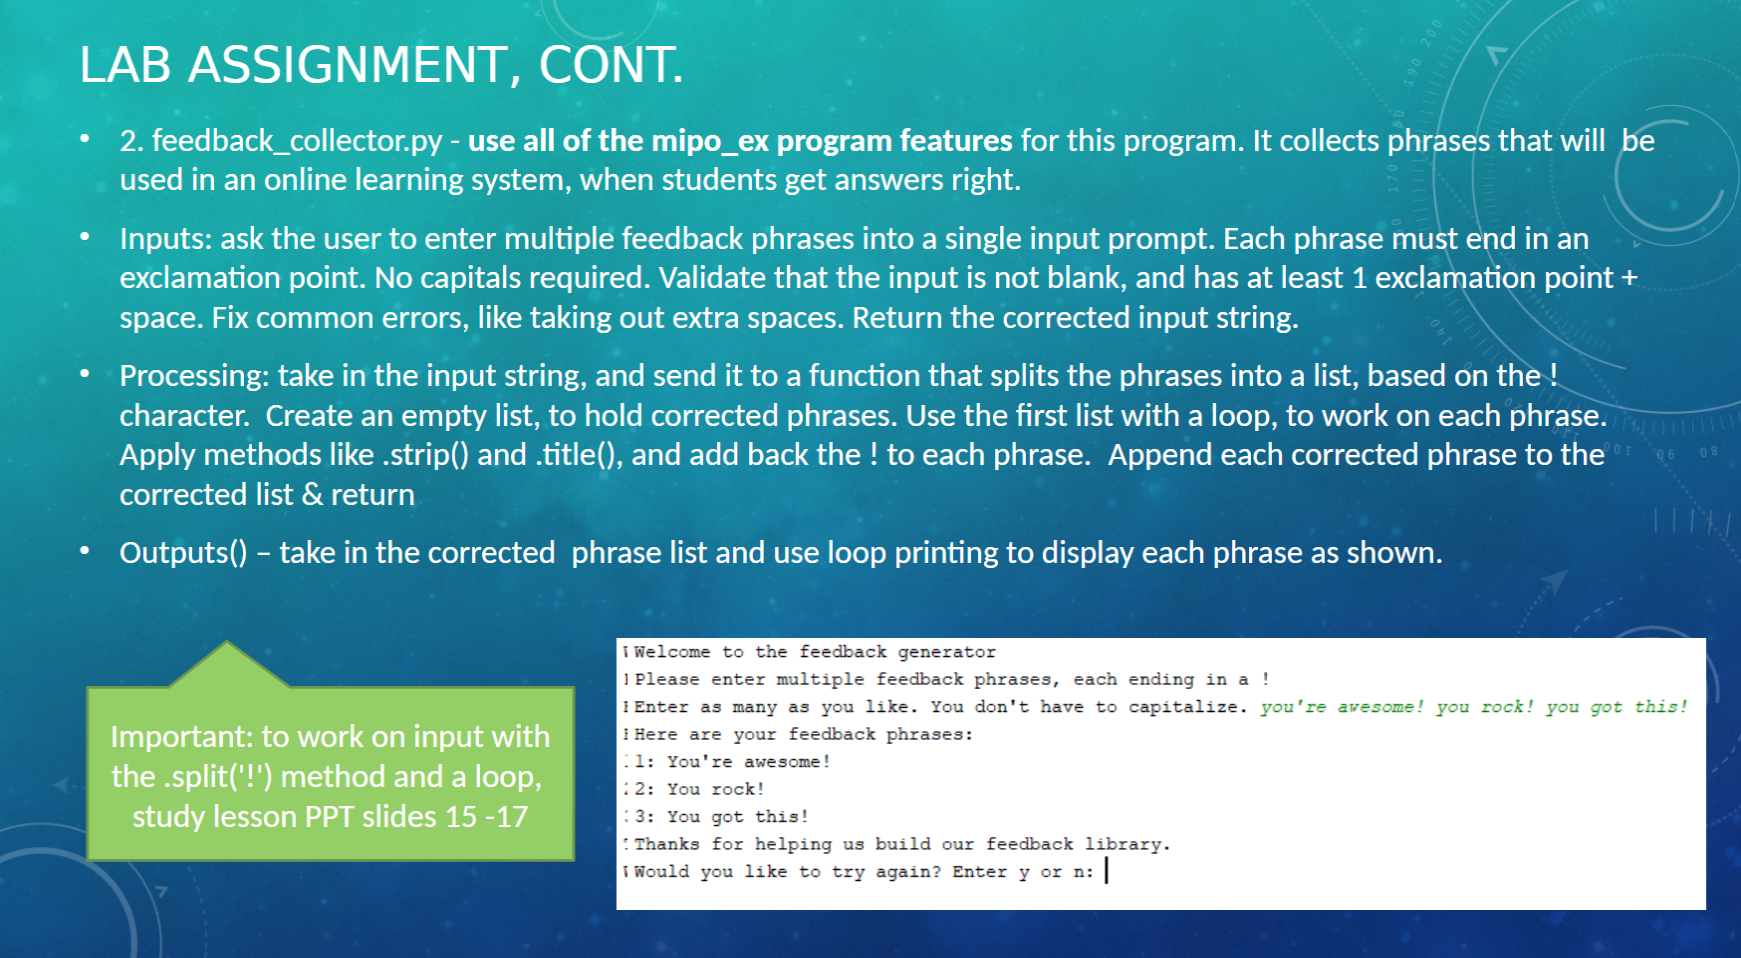 LAB ASSIGNMENT, CONT.
• 2. feedback_collector.py - use all of the mipo_ex program features for this program. It collects phrases that will  be
used in an online learning system, when students get answers right.
• Inputs: ask the user to enter multiple feedback phrases into a single input prompt. Each phrase must end in an
exclamation point. No capitals required. Validate that the input is not blank, and has at least 1 exclamation point +
space. Fix common errors, like taking out extra spaces. Return the corrected input string.
• Processing: take in the input string, and send it to a function that splits the phrases into a list, based on the !
character.  Create an empty list, to hold corrected phrases. Use the first list with a loop, to work on each phrase.
Apply methods like .strip() and .title(), and add back the ! to each phrase.  Append each corrected phrase to the
corrected list & return
• Outputs() – take in the corrected  phrase list and use loop printing to display each phrase as shown.
Important: to work on input with
the .split('!') method and a loop,
study lesson PPT slides 15 -17
Welcome to the feedback generator
Please enter multiple feedback phrases, each ending in a !
Enter as many as you like. You don't have to capitalize. you're awesome! you rock! you got this!
Here are your feedback phrases:
1: You're awesome!
2: You rock!
3: You got this!
Thanks for helping us build our feedback library.
Would you like to try again? Enter y or n:
200
190
180
170
140
110
100
90
80